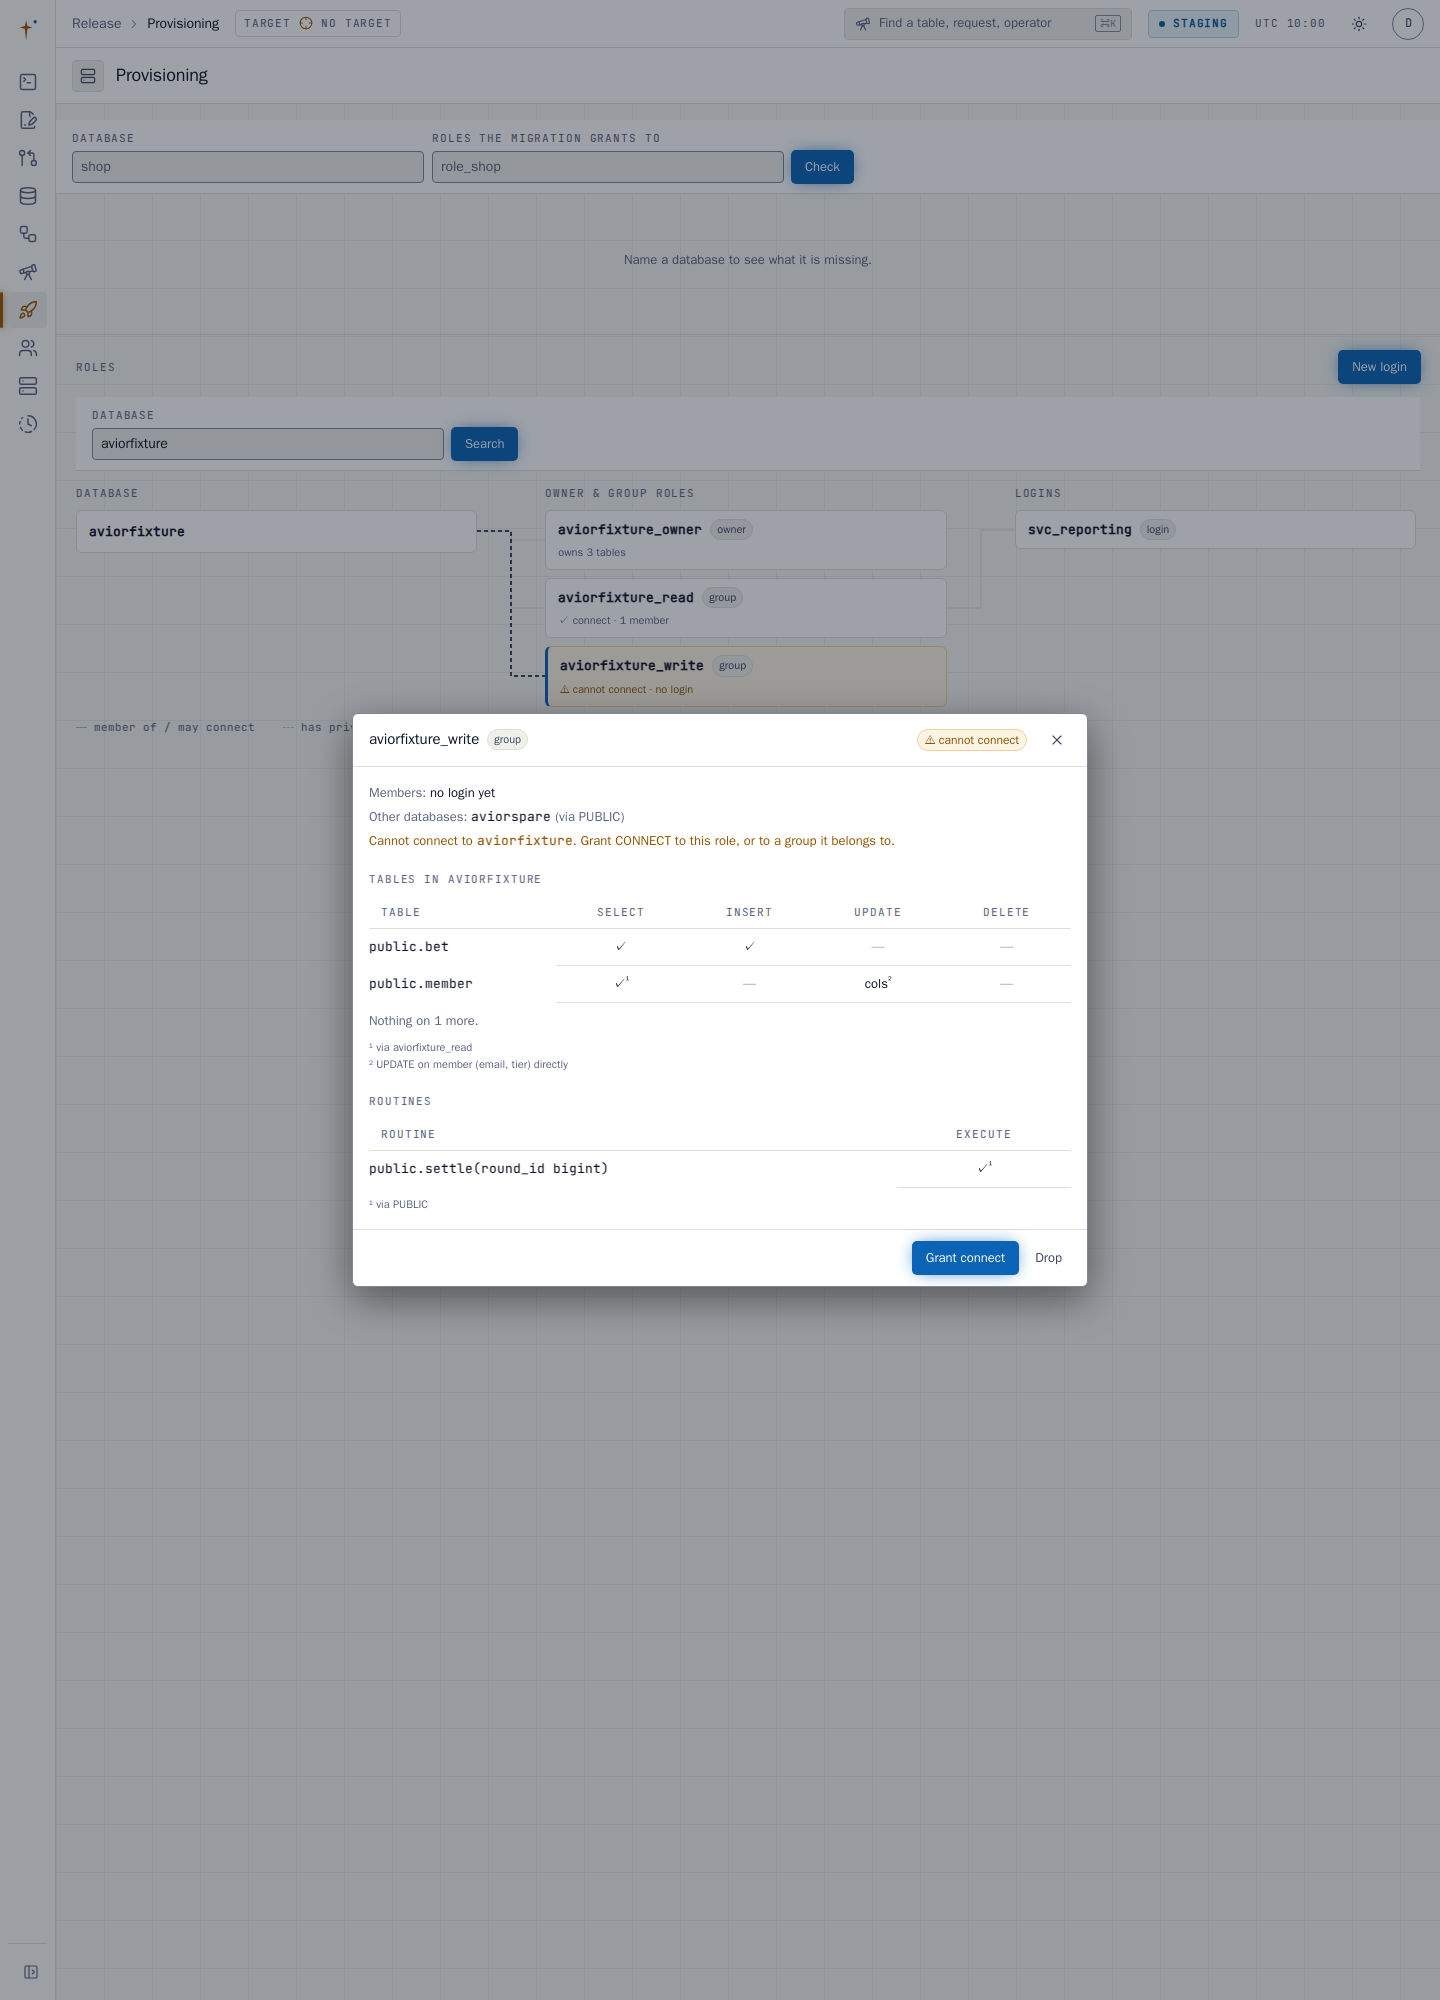 Release > Provisioning
TARGET NO TARGET
Find a table, request, operator
⌘K
STAGING
UTC 10:00
D
Provisioning
DATABASE
ROLES THE MIGRATION GRANTS TO
shop
role_shop
Check
Name a database to see what it is missing.
ROLES
New login
DATABASE
aviorfixture
Search
DATABASE
OWNER & GROUP ROLES
LOGINS
aviorfixture
aviorfixture_owner owner
owns 3 tables
svc_reporting login
aviorfixture_read group
✓ connect · 1 member
aviorfixture_write group
⚠ cannot connect · no login
— member of / may connect
--- has
aviorfixture_write group
⚠ cannot connect
Members: no login yet
Other databases: aviorspare (via PUBLIC)
Cannot connect to aviorfixture. Grant CONNECT to this role, or to a group it belongs to.
TABLES IN AVIORFIXTURE
TABLE SELECT INSERT UPDATE DELETE
public.bet ✓ ✓ — —
public.member ✓¹ — cols² —
Nothing on 1 more.
¹ via aviorfixture_read
² UPDATE on member (email, tier) directly
ROUTINES
ROUTINE EXECUTE
public.settle(round_id bigint) ✓¹
¹ via PUBLIC
Grant connect
Drop